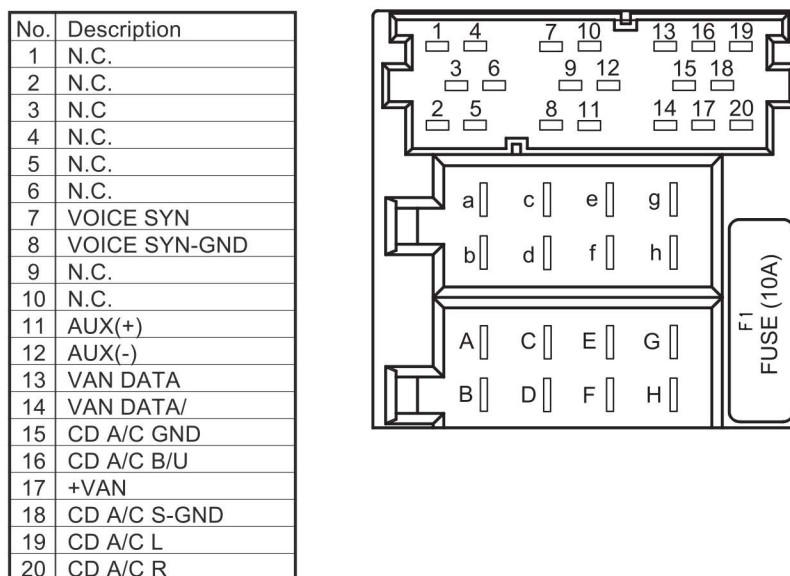 No. Description
1 N.C.
2 N.C.
3 N.C
4 N.C.
5 N.C.
6 N.C.
7 VOICE SYN
8 VOICE SYN-GND
9 N.C.
10 N.C.
11 AUX(+)
12 AUX(-)
13 VAN DATA
14 VAN DATA/
15 CD A/C GND
16 CD A/C B/U
17 +VAN
18 CD A/C S-GND
19 CD A/C L
20 CD A/C R
1 4 7 10 13 16 19
3 6 9 12 15 18
2 5 8 11 14 17 20
a c e g
b d f h
A C E G
B D F H
F1
FUSE (10A)